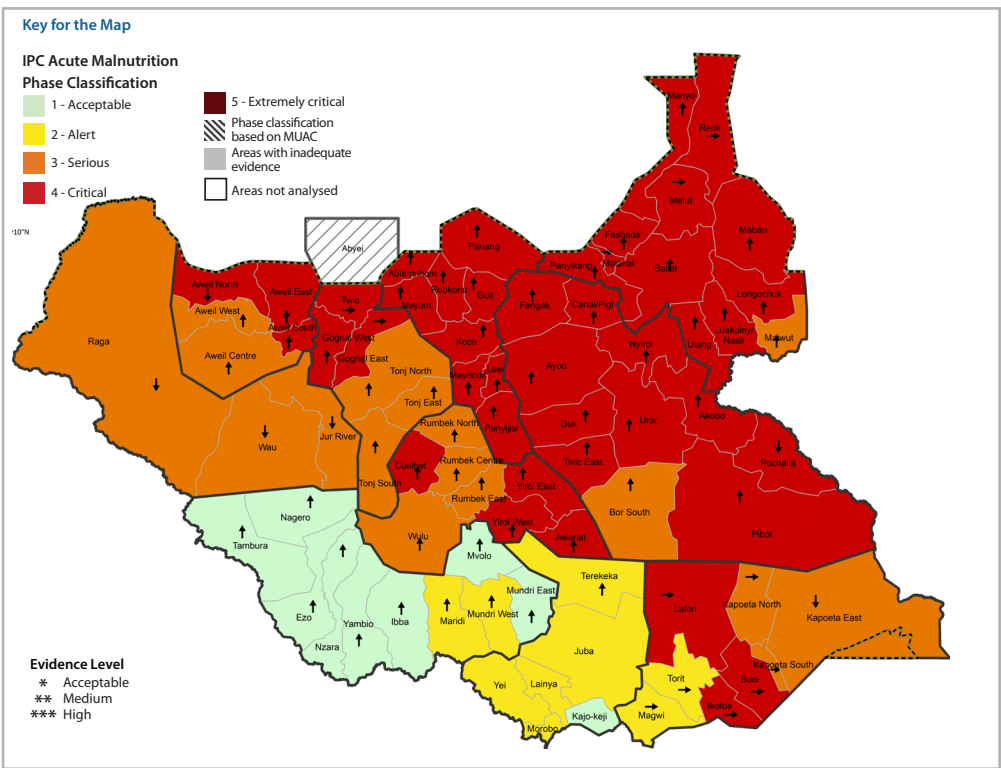 Key for the Map
IPC Acute Malnutrition
Phase Classification
1 - Acceptable
2 - Alert
3 - Serious
4 - Critical
5 - Extremely critical
Phase classification
based on MUAC
Areas with inadequate
evidence
Areas not analysed
10°N
Manyo
Renk
Melut
Maban
Fashoda
Malakal
Panyikang
Baliet
Pariang
Abyei
Abiemnhom
Rubkona
Guit
Mayom
Twic
Aweil North
Aweil East
Aweil West
Aweil South
Aweil Centre
Raga
Gogrial West
Gogrial East
Koch
Fangak
Canal/Pigi
Longochuk
Luakpiny/
Nasir
Maiwut
Ulang
Nyirol
Ayod
Leer
Mayendit
Tonj North
Tonj East
Panyijiar
Duk
Uror
Akobo
Pochalla
Twic East
Rumbek North
Jur River
Wau
Cueibet
Rumbek Centre
Tonj South
Rumbek East
Yirol East
Bor South
Pibor
Yirol West
Awerial
Wulu
Nagero
Tambura
Mvolo
Terekeka
Mundri East
Lafon
Kapoeta North
Kapoeta East
Ezo
Yambio
Ibba
Maridi
Mundri West
Nzara
Juba
Kapoeta South
Budi
Torit
Ikotos
Magwi
Yei
Lainya
Kajo-keji
Morobo
Evidence Level
* Acceptable
** Medium
*** High